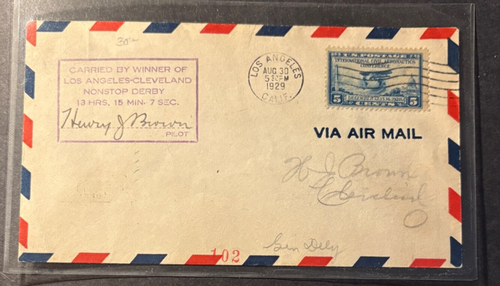 30—
CARRIED BY WINNER OF
LOS ANGELES-CLEVELAND
NONSTOP DERBY
13 HRS, 15 MIN. 7 SEC.
Henry J Brown
PILOT
LOS ANGELES
AUG 30
5 PM
1929
CALIF.
U.S. POSTAGE
INTERNATIONAL CIVIL AERONAUTICS
CONFERENCE
5 CENTS 5
VIA AIR MAIL
H J Brown
Cleveland
Gen Dely
102